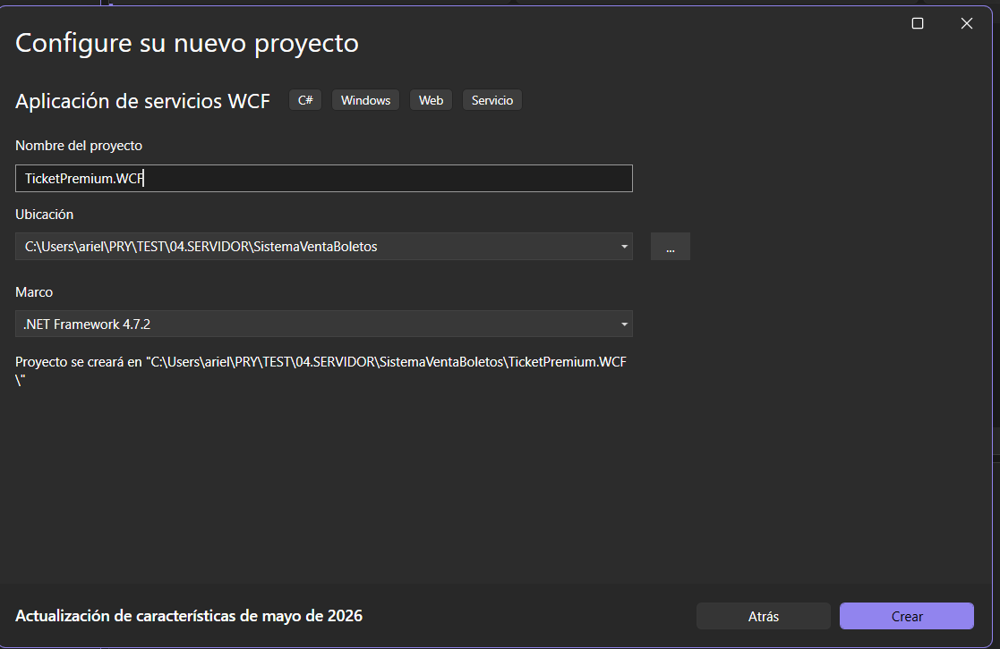 Configure su nuevo proyecto
Aplicación de servicios WCF C# Windows Web Servicio
Nombre del proyecto
TicketPremium.WCF
Ubicación
C:\Users\ariel\PRY\TEST\04.SERVIDOR\SistemaVentaBoletos ...
Marco
.NET Framework 4.7.2
Proyecto se creará en "C:\Users\ariel\PRY\TEST\04.SERVIDOR\SistemaVentaBoletos\TicketPremium.WCF
\"
Actualización de características de mayo de 2026 Atrás Crear